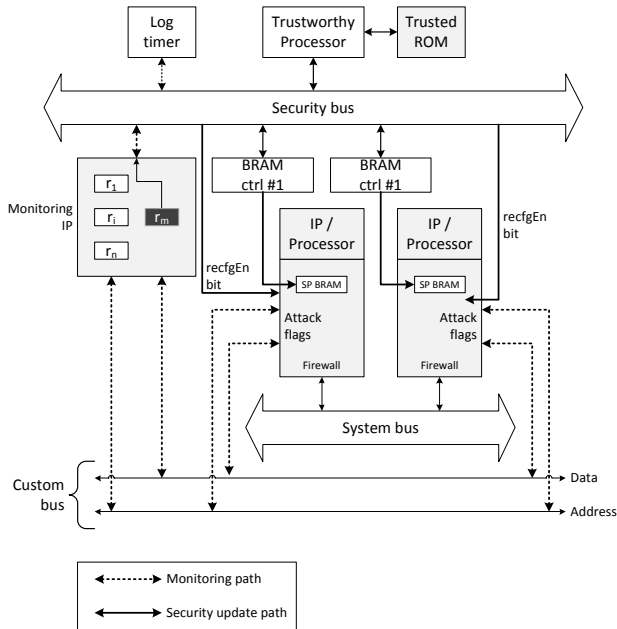 Log
timer
Trustworthy
Processor
Trusted
ROM
Security bus
BRAM
ctrl #1
BRAM
ctrl #1
Monitoring
IP
r1
ri
rn
rm
recfgEn
bit
IP /
Processor
SP BRAM
Attack
flags
Firewall
IP /
Processor
SP BRAM
Attack
flags
Firewall
recfgEn
bit
System bus
Custom
bus
Data
Address
Monitoring path
Security update path